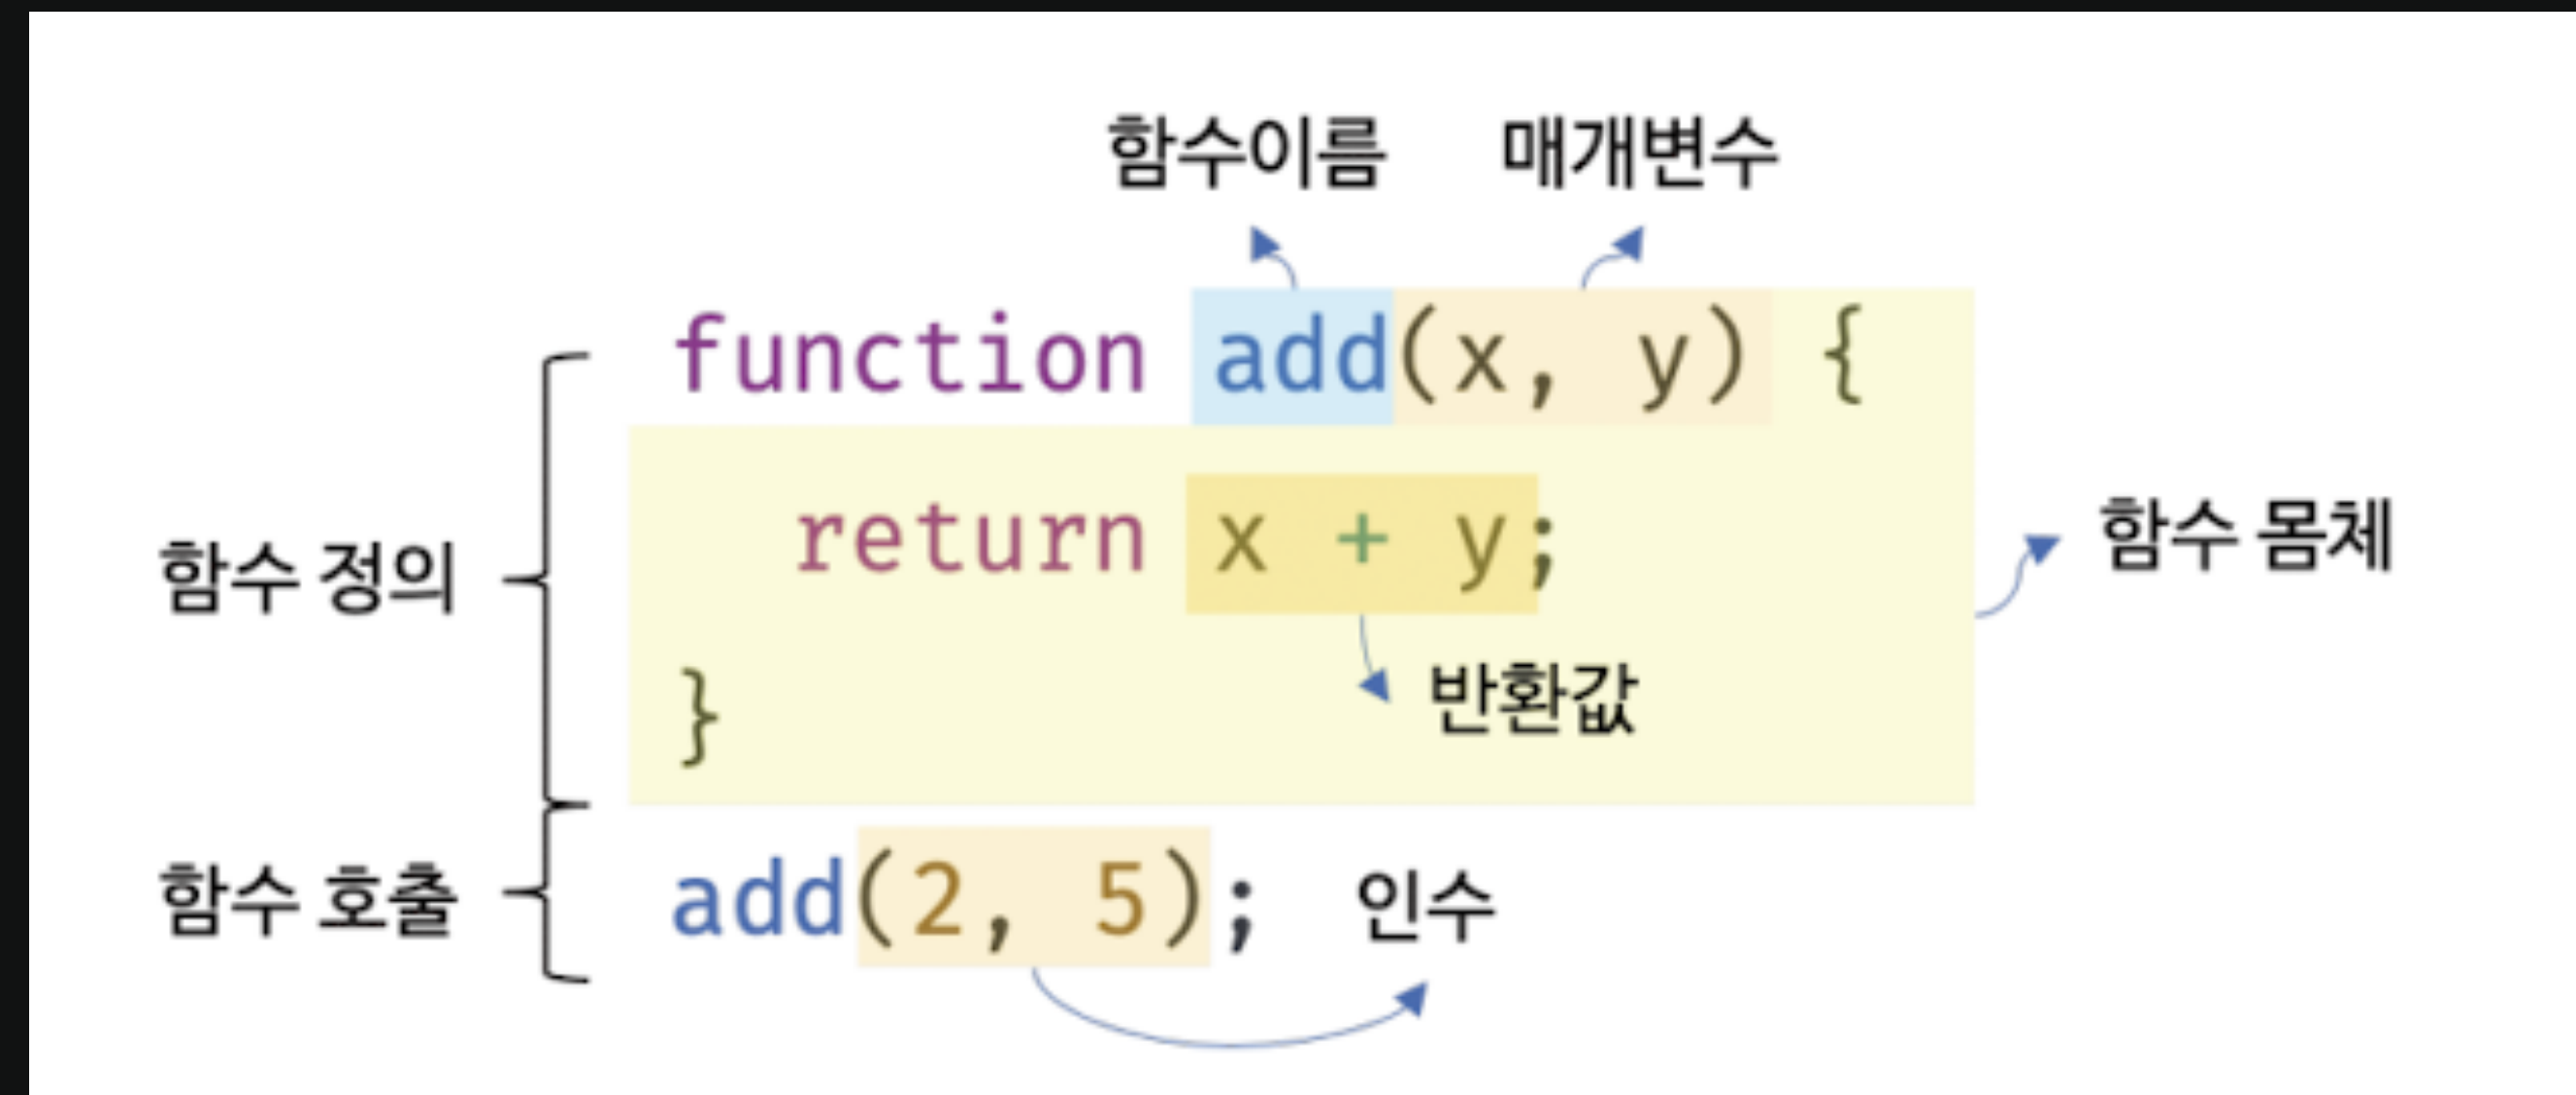 함수이름 매개변수
function add(x, y) {
return x + y;
함수 몸체
함수 정의
반환값
}
함수 호출
add(2, 5);
인수